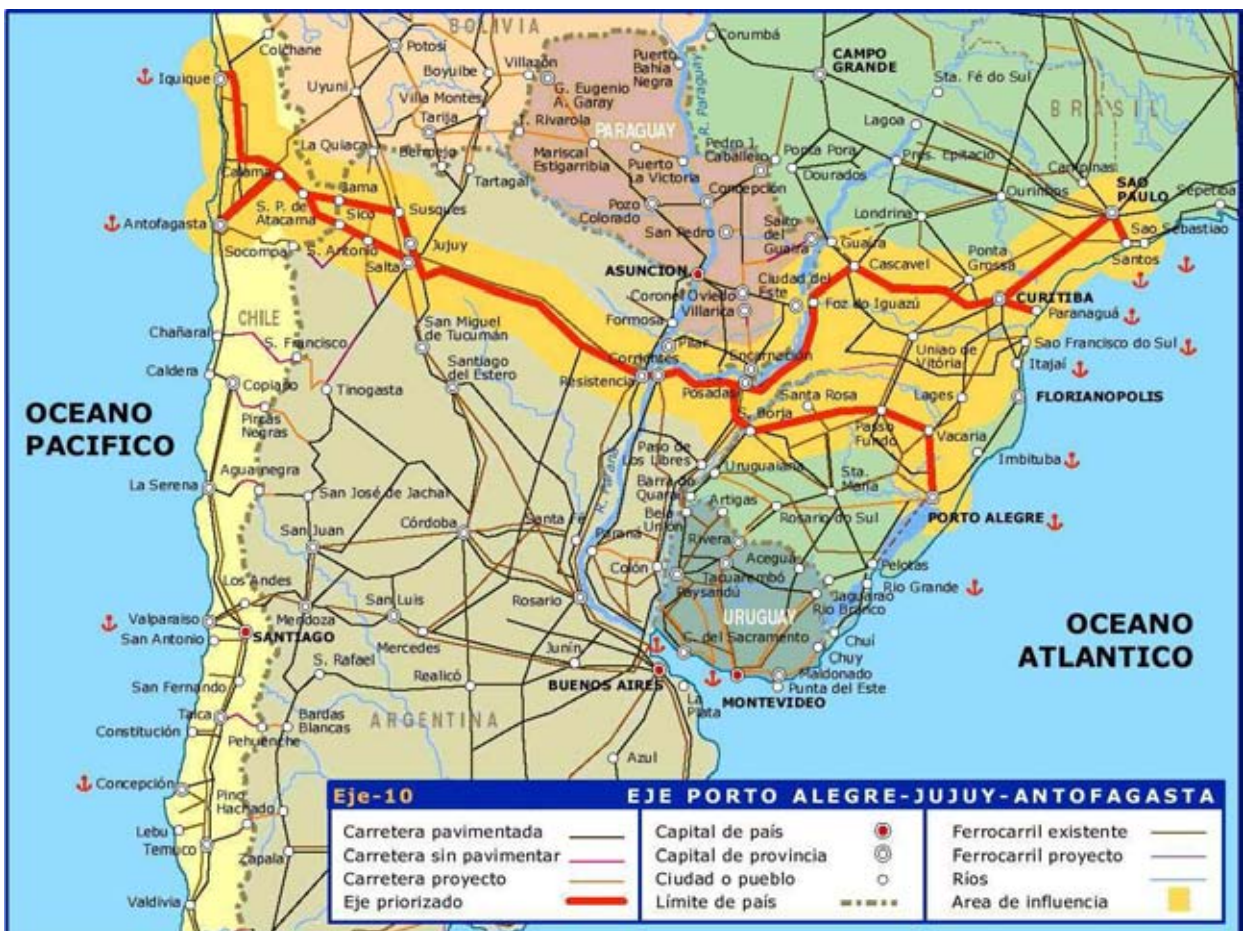 BOLIVIA
Corumbá
Colchane
Potosí
Puerto
Bahía
Negra
CAMPO
GRANDE
Iquique
Boyuibe
Villazón
Sta. Fé do Sul
Uyuni
Villa Montes
G. Eugenio
A. Garay
R. Paraguay
BRASIL
Tarija
T. Rivarola
PARAGUAY
Pedro J.
Caballero
Ponta Pora
Lagoa
La Quiaca
Bermejo
Mariscal
Estigarribia
Puerto
La Victoria
Dourados
Pres. Epitació
Campinas
Calama
Tartagal
Concepción
Ourinhos
SAO
PAULO
Sepetiba
S. P. de
Atacama
Jama
Sico
Susques
Pozo
Colorado
Salto
del
Guaira
Londrina
Antofagasta
San Pedro
Guaira
Ponta
Grossa
Sao Sebastiao
Socompa
S. Antonio
Jujuy
Salta
ASUNCION
Ciudad del
Este
Cascavel
Santos
Coronel Oviedo
Villarica
Foz do Iguazú
CURITIBA
Paranaguá
CHILE
Formosa
Chañaral
S. Francisco
San Miguel
de Tucumán
Pilar
Encarnación
Uniao de
Vitória
Sao Francisco do Sul
Itajaí
Caldera
Copiapo
Tinogasta
Santiago
del Estero
Corrientes
Resistencia
Posadas
Santa Rosa
Lages
FLORIANOPOLIS
OCEANO
PACIFICO
Pircas
Negras
S. Borja
Passo
Fundo
Vacaria
Paso de
Los Libres
Imbituba
Agua negra
R. Paraná
Uruguaiana
La Serena
San José de Jachal
Barra do
Quara
Sta.
Maria
Artigas
PORTO ALEGRE
San Juan
Córdoba
Santa Fé
Bela
Unión
Rosario do Sul
Paraná
Rivera
Aceguá
Pelotas
Los Andes
Colón
Tacuarembó
Paysandú
Jaguarao
Rio Branco
Rio Grande
Valparaiso
Mendoza
San Luis
Rosario
URUGUAY
San Antonio
SANTIAGO
Mercedes
C. del Sacramento
Chuí
OCEANO
ATLANTICO
S. Rafael
Junín
Chuy
San Fernando
Realicó
BUENOS AIRES
Maldonado
Punta del Este
La
Plata
MONTEVIDEO
Talca
Bardas
Blancas
ARGENTINA
Constitución
Pehuenche
Azul
Concepción
Pino
Hachado
Lebu
Temuco
Zapala
Valdivia
Eje-10 EJE PORTO ALEGRE-JUJUY-ANTOFAGASTA
Carretera pavimentada
Carretera sin pavimentar
Carretera proyecto
Eje priorizado
Capital de país
Capital de provincia
Ciudad o pueblo
Límite de país
Ferrocarril existente
Ferrocarril proyecto
Ríos
Area de influencia